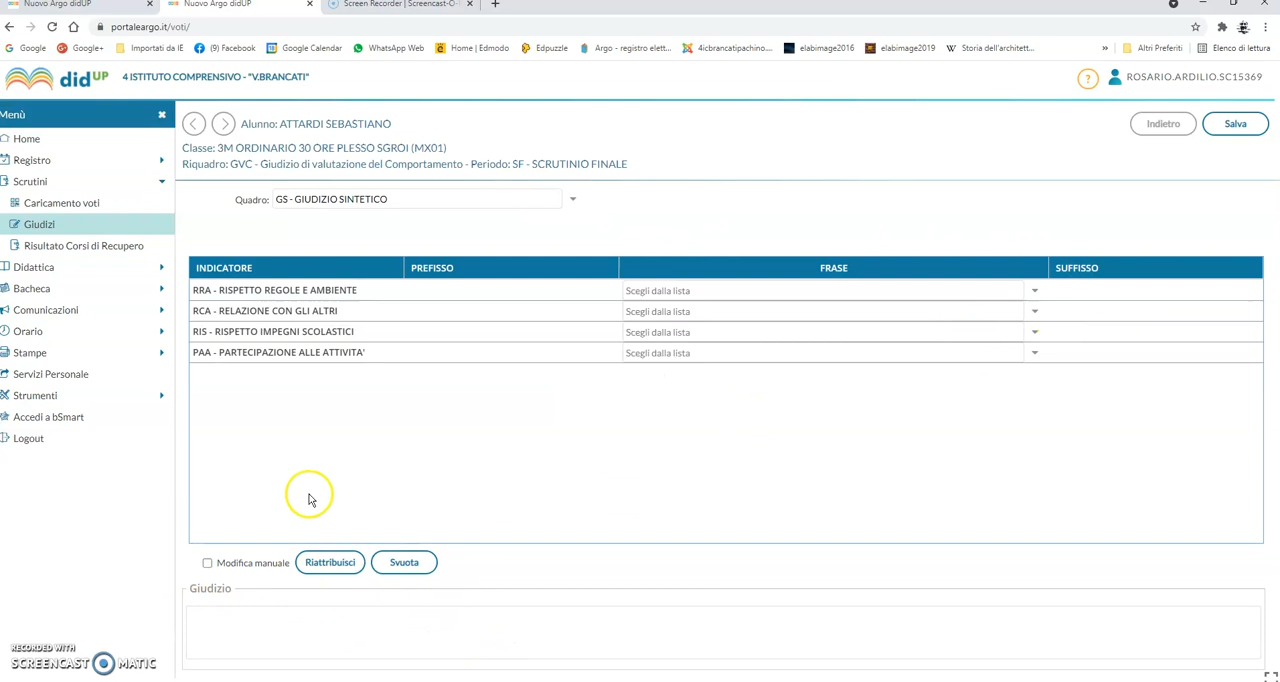 Nuovo Argo didUP
Nuovo Argo didUP
Screen Recorder | Screencast-O-
portaleargo.it/voti/
Google
Google+
Importati da IE
(9) Facebook
Google Calendar
WhatsApp Web
Home | Edmodo
Edpuzzle
Argo - registro elett...
4icbrancatipachino....
elabimage2016
elabimage2019
Storia dell'architett...
»
Altri Preferiti
Elenco di lettura
didUP
4 ISTITUTO COMPRENSIVO - "V.BRANCATI"
?
ROSARIO.ARDILIO.SC15369
Menù
Home
Registro
Scrutini
Caricamento voti
Giudizi
Risultato Corsi di Recupero
Didattica
Bacheca
Comunicazioni
Orario
Stampe
Servizi Personale
Strumenti
Accedi a bSmart
Logout
Alunno: ATTARDI SEBASTIANO
Indietro
Salva
Classe: 3M ORDINARIO 30 ORE PLESSO SGROI (MX01)
Riquadro: GVC - Giudizio di valutazione del Comportamento - Periodo: SF - SCRUTINIO FINALE
Quadro: GS - GIUDIZIO SINTETICO
INDICATORE PREFISSO FRASE SUFFISSO
RRA - RISPETTO REGOLE E AMBIENTE Scegli dalla lista
RCA - RELAZIONE CON GLI ALTRI Scegli dalla lista
RIS - RISPETTO IMPEGNI SCOLASTICI Scegli dalla lista
PAA - PARTECIPAZIONE ALLE ATTIVITA' Scegli dalla lista
Modifica manuale Riattribuisci Svuota
Giudizio
RECORDED WITH
SCREENCAST MATIC